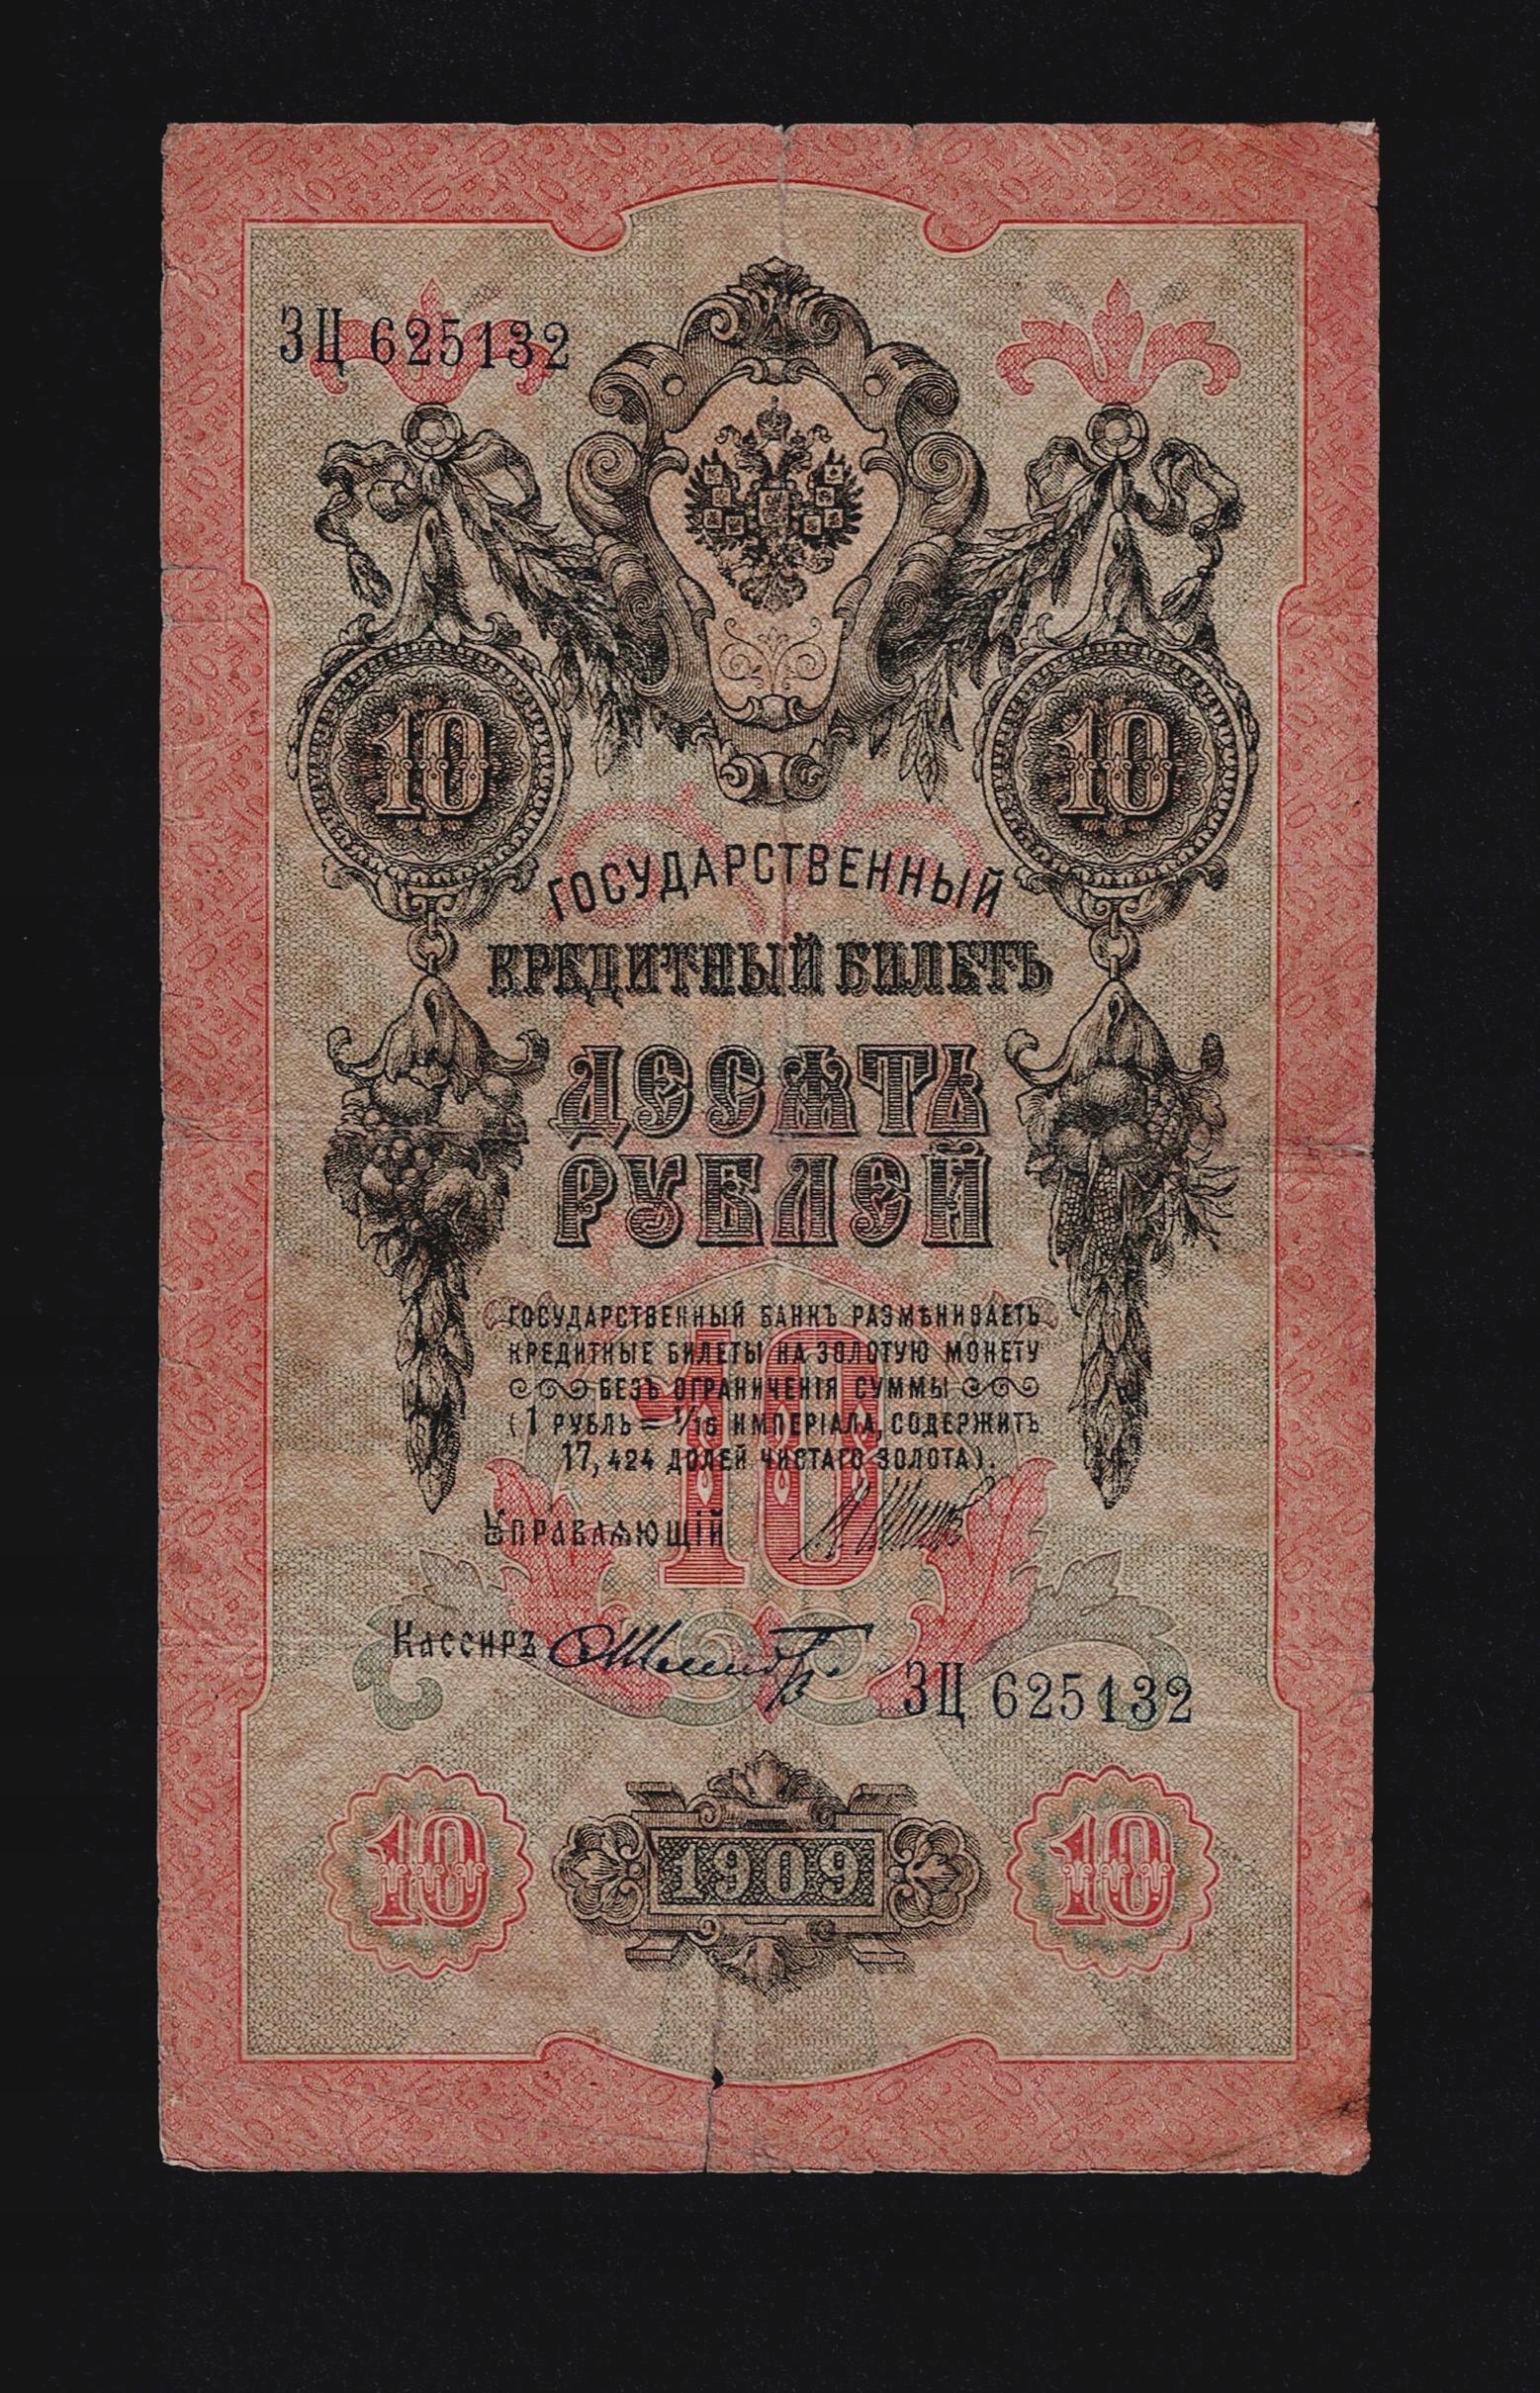 ЗЦ 625132
10 10
ГОСУДАРСТВЕННЫЙ
КРЕДИТНЫЙ БИЛЕТЪ
ДЕСЯТЬ
РУБЛЕЙ
ГОСУДАРСТВЕННЫЙ БАНКЪ РАЗМѢНИВАЕТЪ
КРЕДИТНЫЕ БИЛЕТЫ НА ЗОЛОТУЮ МОНЕТУ
БЕЗЪ ОГРАНИЧЕНІЯ СУММЫ
(1 РУБЛЬ = 1/15 ИМПЕРІАЛА, СОДЕРЖИТЪ
17,424 ДОЛЕЙ ЧИСТАГО ЗОЛОТА).
10
УПРАВЛЯЮЩІЙ
КАССИРЪ
ЗЦ 625132
10 1909 10